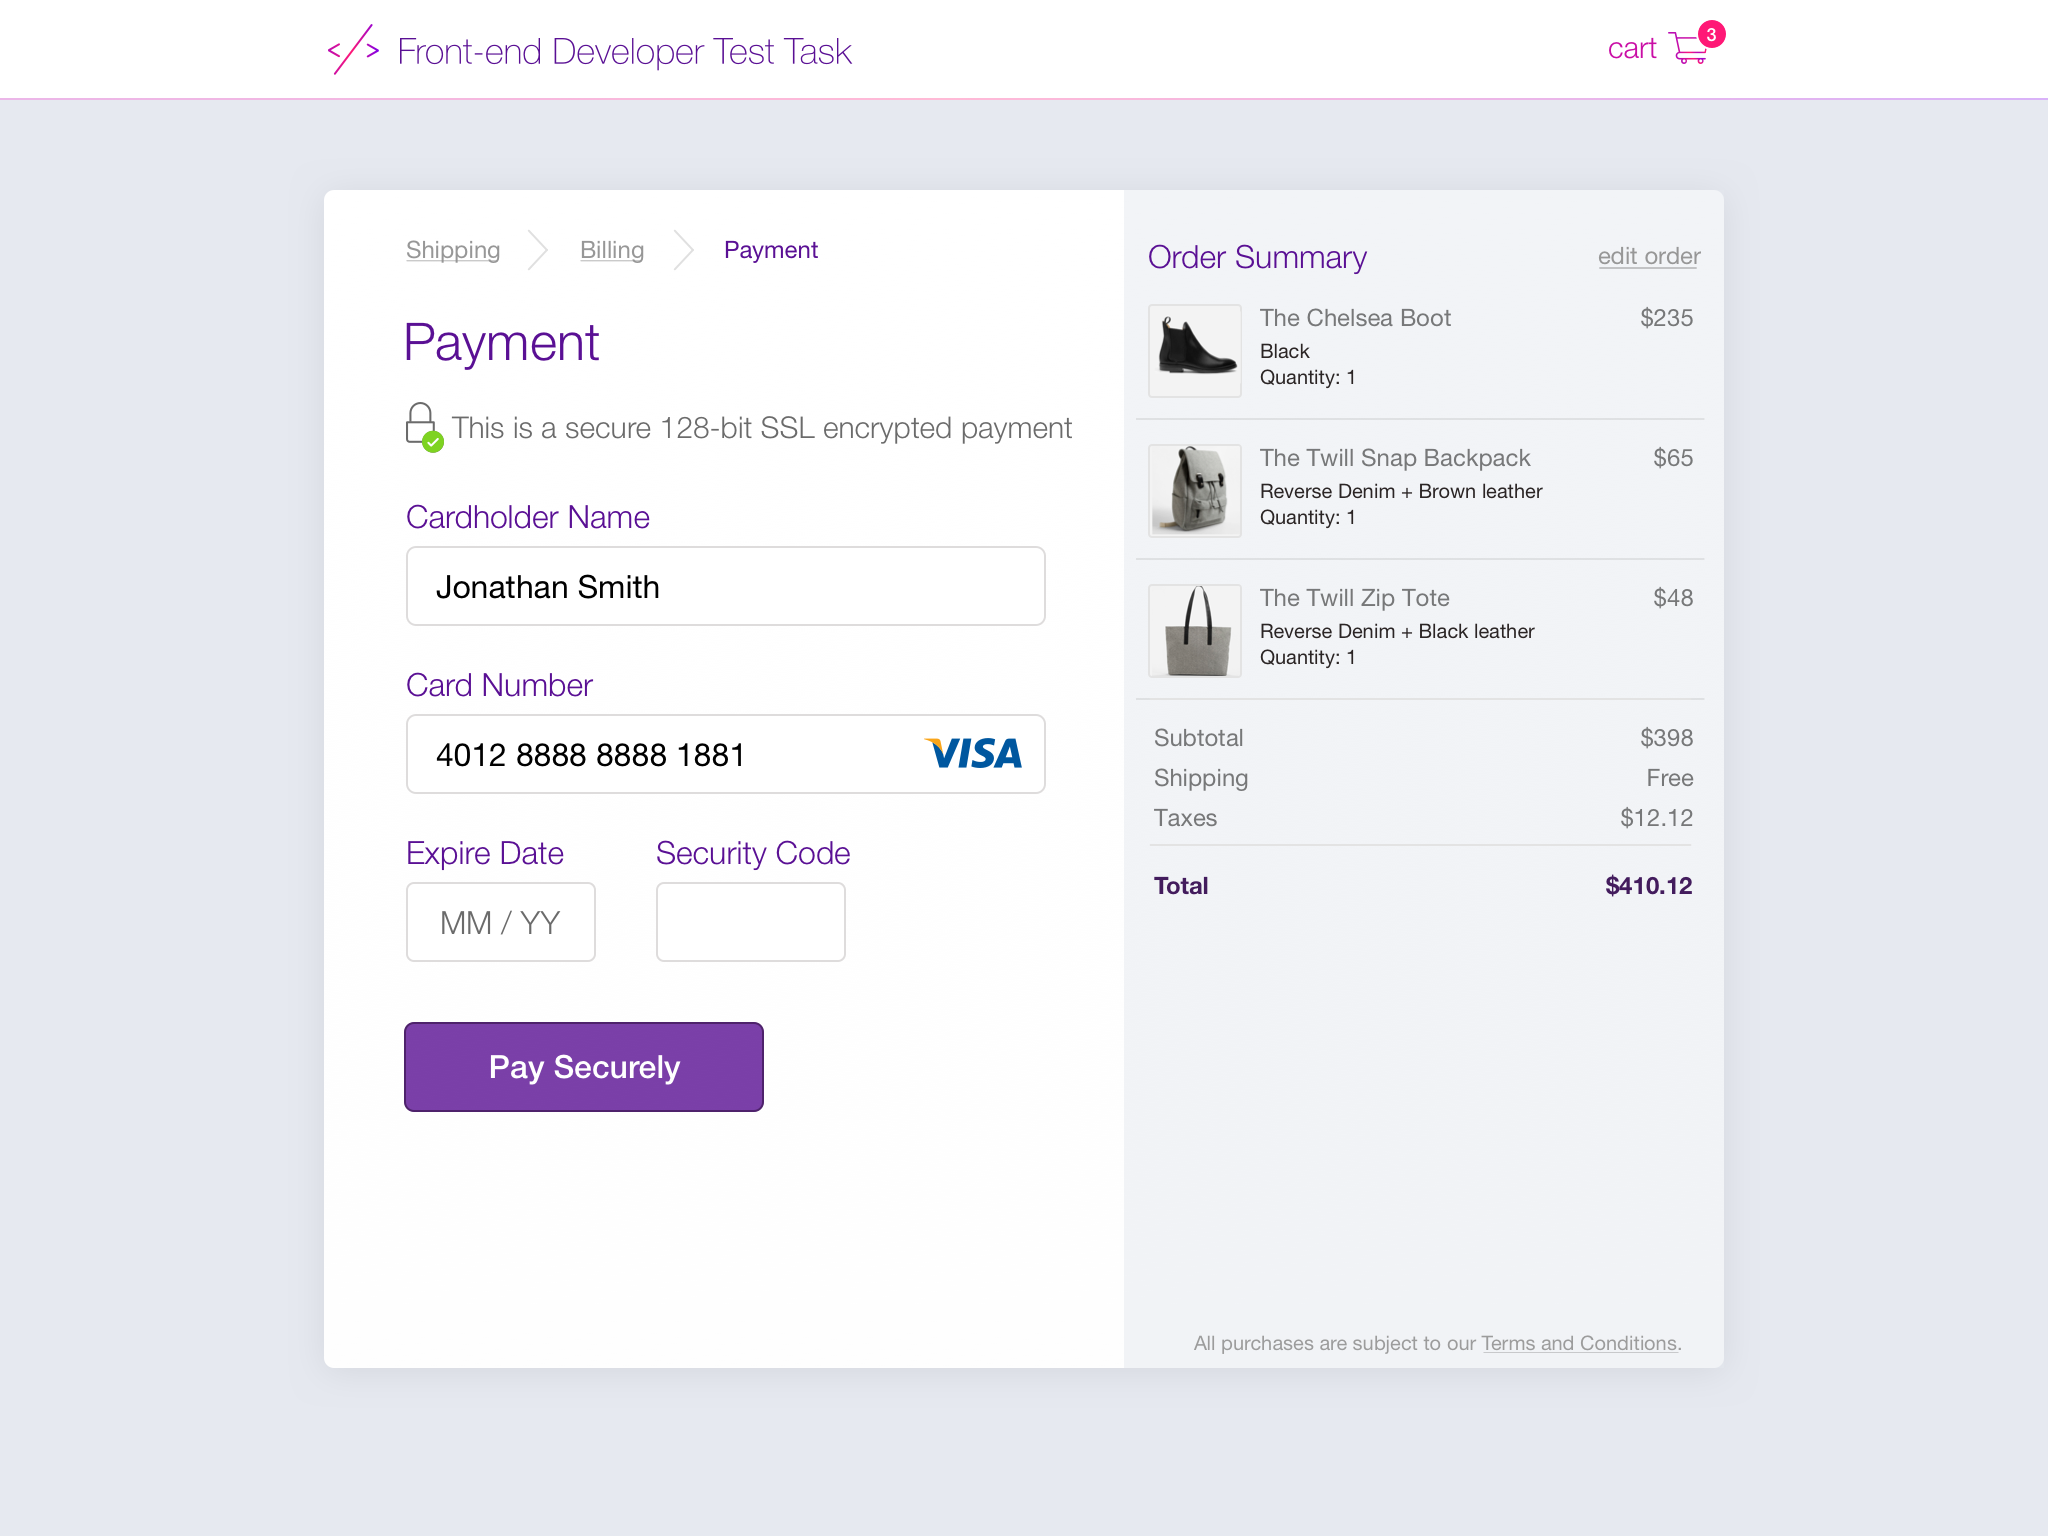 </> Front-end Developer Test Task
cart 3
Shipping Billing Payment
Payment
This is a secure 128-bit SSL encrypted payment
Cardholder Name
Jonathan Smith
Card Number
4012 8888 8888 1881 VISA
Expire Date Security Code
MM / YY
Pay Securely
Order Summary edit order
The Chelsea Boot $235
Black
Quantity: 1
The Twill Snap Backpack $65
Reverse Denim + Brown leather
Quantity: 1
The Twill Zip Tote $48
Reverse Denim + Black leather
Quantity: 1
Subtotal $398
Shipping Free
Taxes $12.12
Total $410.12
All purchases are subject to our Terms and Conditions.